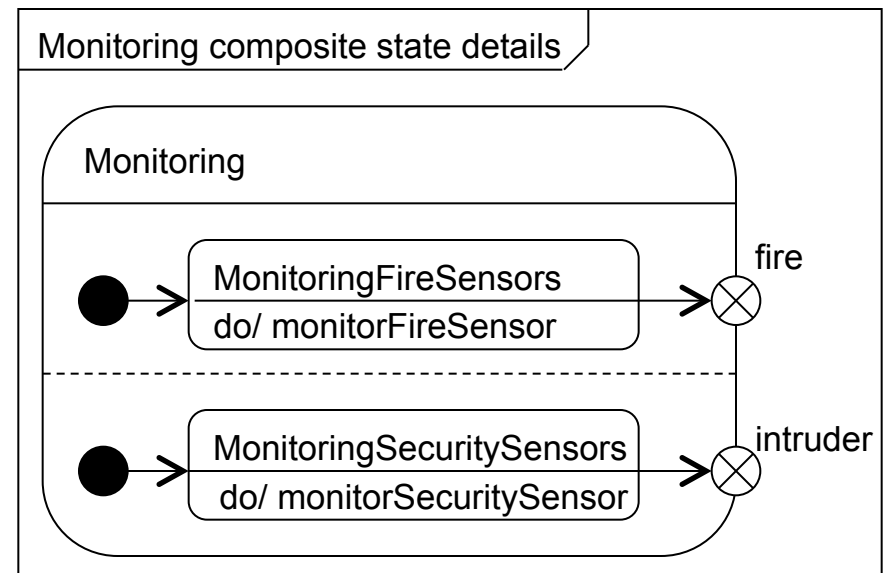 Monitoring composite state details
Monitoring
fire
MonitoringFireSensors
do/ monitorFireSensor
intruder
MonitoringSecuritySensors
do/ monitorSecuritySensor